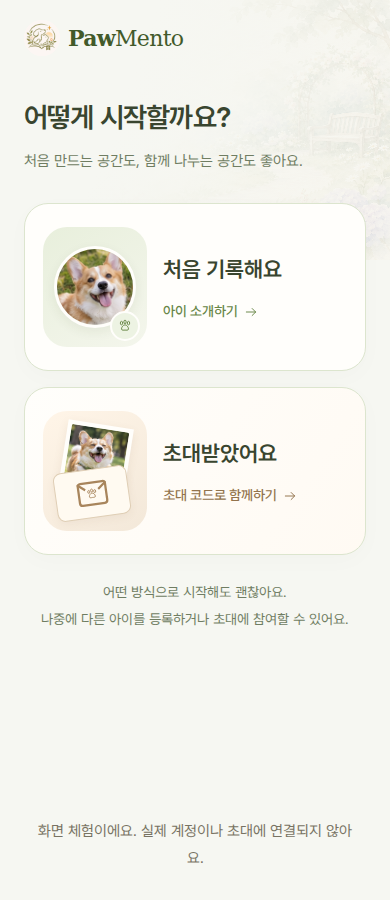 PawMento
어떻게 시작할까요?
처음 만드는 공간도, 함께 나누는 공간도 좋아요.
처음 기록해요
아이 소개하기 →
초대받았어요
초대 코드로 함께하기 →
어떤 방식으로 시작해도 괜찮아요.
나중에 다른 아이를 등록하거나 초대에 참여할 수 있어요.
화면 체험이에요. 실제 계정이나 초대에 연결되지 않아
요.